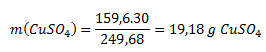 m(CuSO₄) = 159,6.30 / 249,68 = 19,18 g CuSO₄